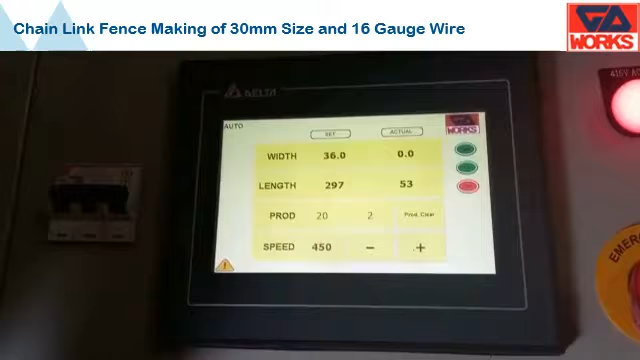 Chain Link Fence Making of 30mm Size and 16 Gauge Wire
GA
WORKS
415V AC
DELTA
AUTO
SET
ACTUAL
WORKS
WIDTH 36.0 0.0
LENGTH 297 53
PROD 20 2 Prod. Clear
SPEED 450 - +